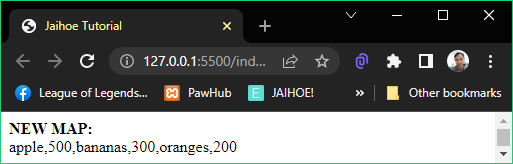 Jaihoe Tutorial
127.0.0.1:5500/ind...
League of Legends...
PawHub
JAIHOE!
Other bookmarks
NEW MAP:
apple,500,bananas,300,oranges,200